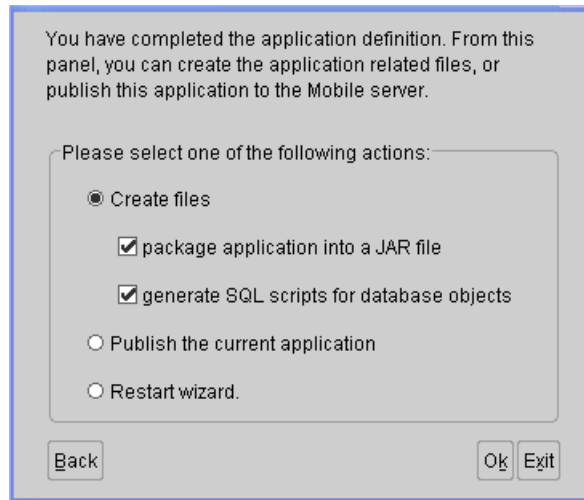 You have completed the application definition. From this
panel, you can create the application related files, or
publish this application to the Mobile server.
Please select one of the following actions:
Create files
package application into a JAR file
generate SQL scripts for database objects
Publish the current application
Restart wizard.
Back
Ok
Exit